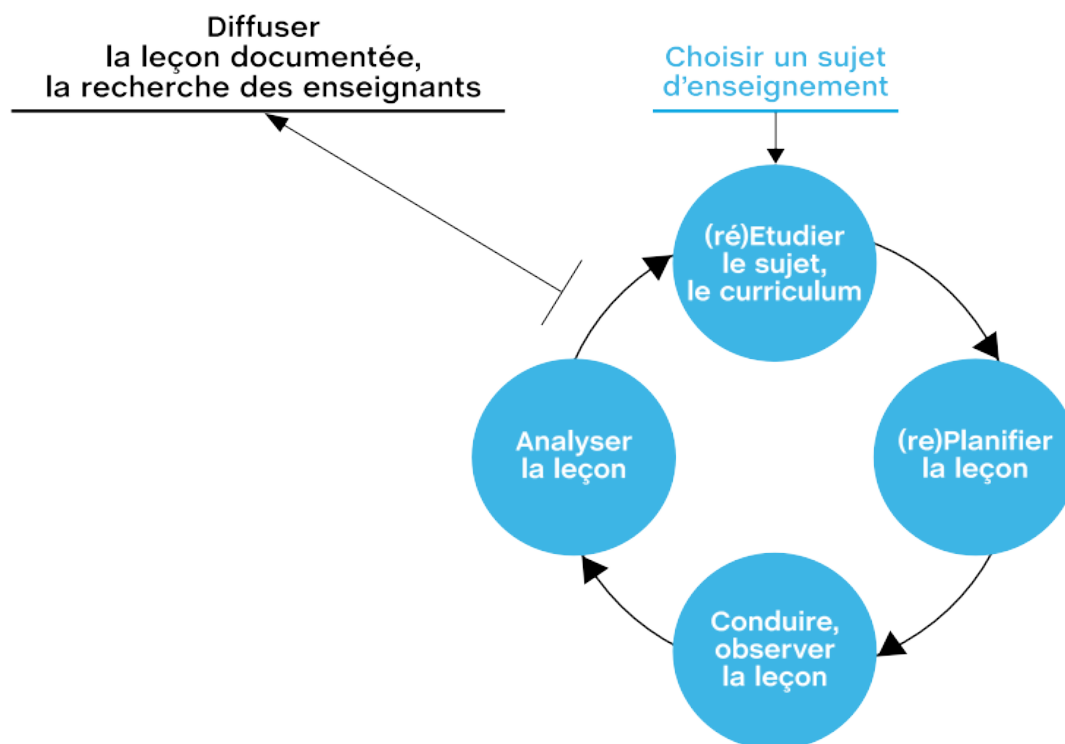 Diffuser
la leçon documentée,
la recherche des enseignants
Choisir un sujet
d'enseignement
(ré)Etudier
le sujet,
le curriculum
(re)Planifier
la leçon
Conduire,
observer
la leçon
Analyser
la leçon